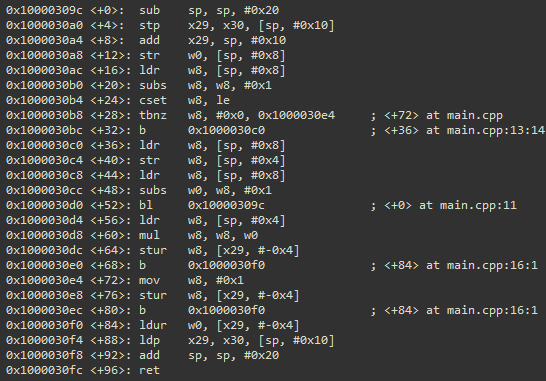 0x10000309c <+0>: sub sp, sp, #0x20
0x1000030a0 <+4>: stp x29, x30, [sp, #0x10]
0x1000030a4 <+8>: add x29, sp, #0x10
0x1000030a8 <+12>: str w0, [sp, #0x8]
0x1000030ac <+16>: ldr w8, [sp, #0x8]
0x1000030b0 <+20>: subs w8, w8, #0x1
0x1000030b4 <+24>: cset w8, le
0x1000030b8 <+28>: tbnz w8, #0x0, 0x1000030e4 ; <+72> at main.cpp
0x1000030bc <+32>: b 0x1000030c0 ; <+36> at main.cpp:13:14
0x1000030c0 <+36>: ldr w8, [sp, #0x8]
0x1000030c4 <+40>: str w8, [sp, #0x4]
0x1000030c8 <+44>: ldr w8, [sp, #0x8]
0x1000030cc <+48>: subs w0, w8, #0x1
0x1000030d0 <+52>: bl 0x10000309c ; <+0> at main.cpp:11
0x1000030d4 <+56>: ldr w8, [sp, #0x4]
0x1000030d8 <+60>: mul w8, w8, w0
0x1000030dc <+64>: stur w8, [x29, #-0x4]
0x1000030e0 <+68>: b 0x1000030f0 ; <+84> at main.cpp:16:1
0x1000030e4 <+72>: mov w8, #0x1
0x1000030e8 <+76>: stur w8, [x29, #-0x4]
0x1000030ec <+80>: b 0x1000030f0 ; <+84> at main.cpp:16:1
0x1000030f0 <+84>: ldur w0, [x29, #-0x4]
0x1000030f4 <+88>: ldp x29, x30, [sp, #0x10]
0x1000030f8 <+92>: add sp, sp, #0x20
0x1000030fc <+96>: ret